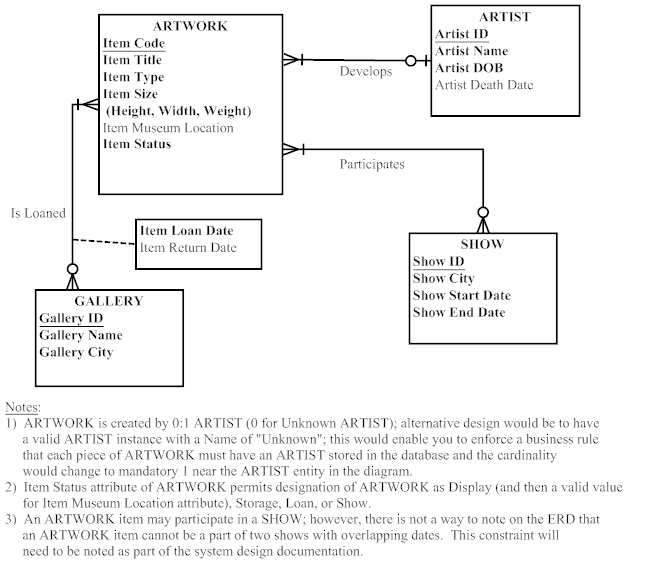 ARTWORK
Item Code
Item Title
Item Type
Item Size
(Height, Width, Weight)
Item Museum Location
Item Status
ARTIST
Artist ID
Artist Name
Artist DOB
Artist Death Date
Develops
Participates
Is Loaned
Item Loan Date
Item Return Date
SHOW
Show ID
Show City
Show Start Date
Show End Date
GALLERY
Gallery ID
Gallery Name
Gallery City
Notes:
1) ARTWORK is created by 0:1 ARTIST (0 for Unknown ARTIST); alternative design would be to have
a valid ARTIST instance with a Name of "Unknown"; this would enable you to enforce a business rule
that each piece of ARTWORK must have an ARTIST stored in the database and the cardinality
would change to mandatory 1 near the ARTIST entity in the diagram.
2) Item Status attribute of ARTWORK permits designation of ARTWORK as Display (and then a valid value
for Item Museum Location attribute), Storage, Loan, or Show.
3) An ARTWORK item may participate in a SHOW; however, there is not a way to note on the ERD that
an ARTWORK item cannot be a part of two shows with overlapping dates. This constraint will
need to be noted as part of the system design documentation.